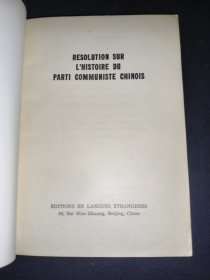 RESOLUTION SUR
L'HISTOIRE DU
PARTI COMMUNISTE CHINOIS
EDITIONS EN LANGUES ETRANGERES
24, Bai Wan Zhuang, Beijing, Chine